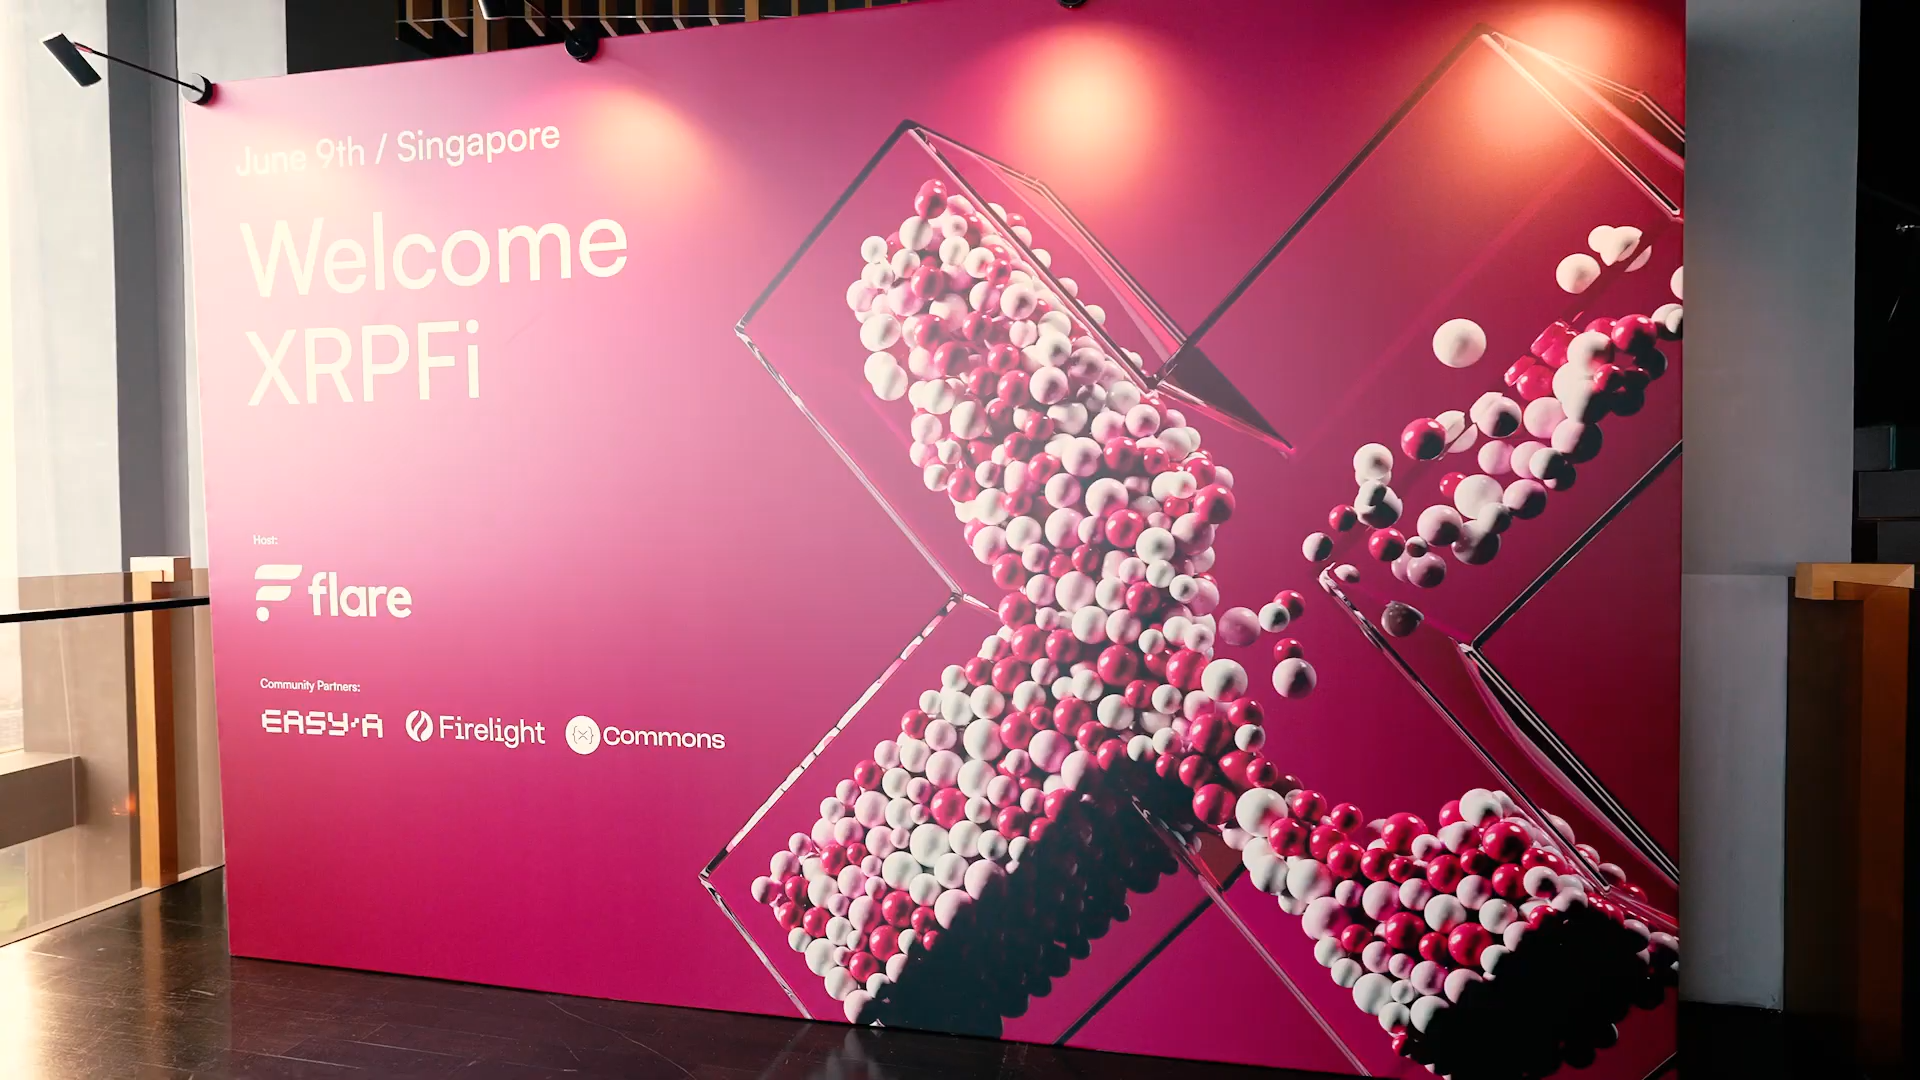 June 9th / Singapore
Welcome
XRPFi
Host:
flare
Community Partners:
EASY·A Firelight {x} Commons